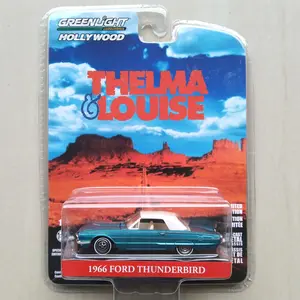 GREENLIGHT
HOLLYWOOD
THELMA
& LOUISE
1966 FORD THUNDERBIRD